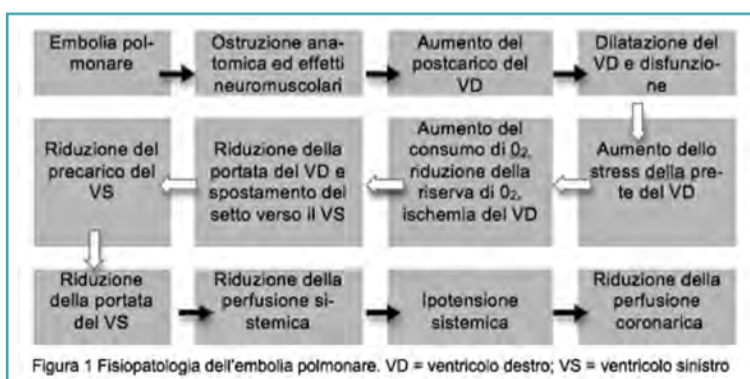 Embolia pol-
monare
Ostruzione ana-
tomica ed effetti
neuromuscolari
Aumento del
postcarico del
VD
Dilatazione del
VD e disfunzio-
ne
Aumento dello
stress della pre-
te del VD
Aumento del
consumo di 0₂,
riduzione della
riserva di 0₂,
ischemia del VD
Riduzione della
portata del VD e
spostamento del
setto verso il VS
Riduzione del
precarico del
VS
Riduzione
della portata
del VS
Riduzione della
perfusione si-
stemica
Ipotensione
sistemica
Riduzione della
perfusione
coronarica
Figura 1 Fisiopatologia dell'embolia polmonare. VD = ventricolo destro; VS = ventricolo sinistro